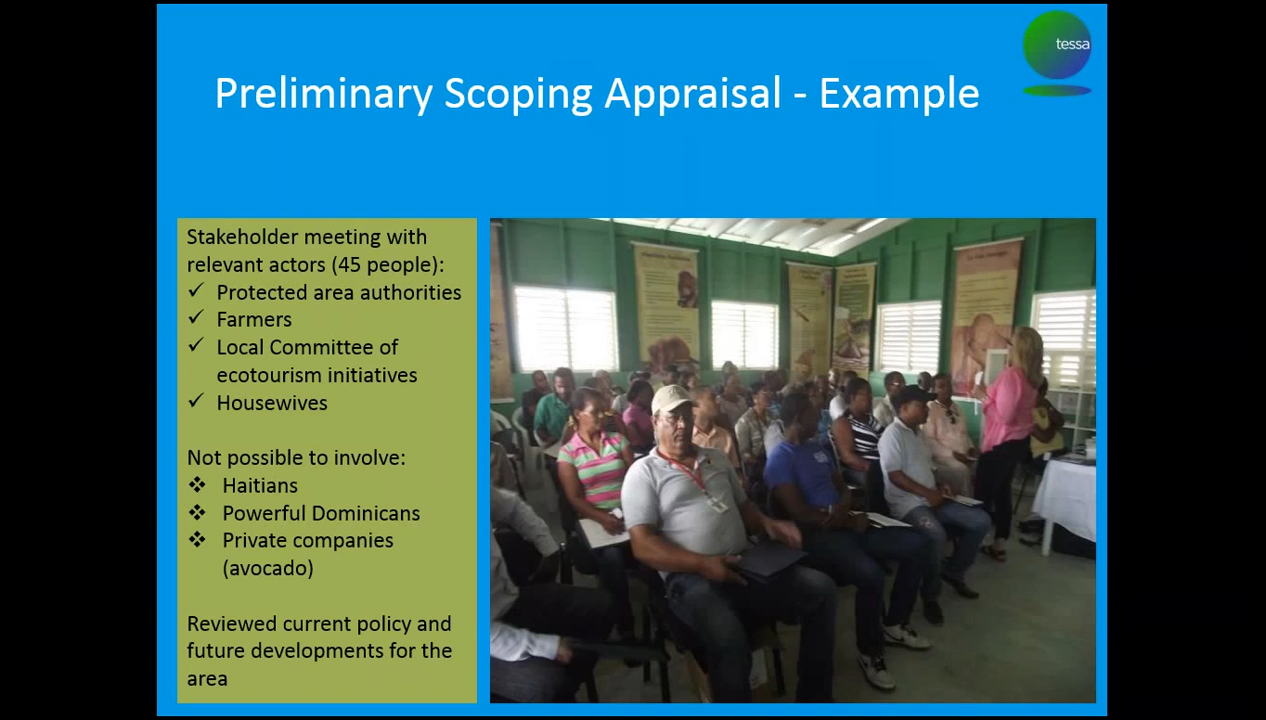 tessa
Preliminary Scoping Appraisal - Example
Stakeholder meeting with
relevant actors (45 people):
✓ Protected area authorities
✓ Farmers
✓ Local Committee of
ecotourism initiatives
✓ Housewives
Not possible to involve:
❖ Haitians
❖ Powerful Dominicans
❖ Private companies
(avocado)
Reviewed current policy and
future developments for the
area